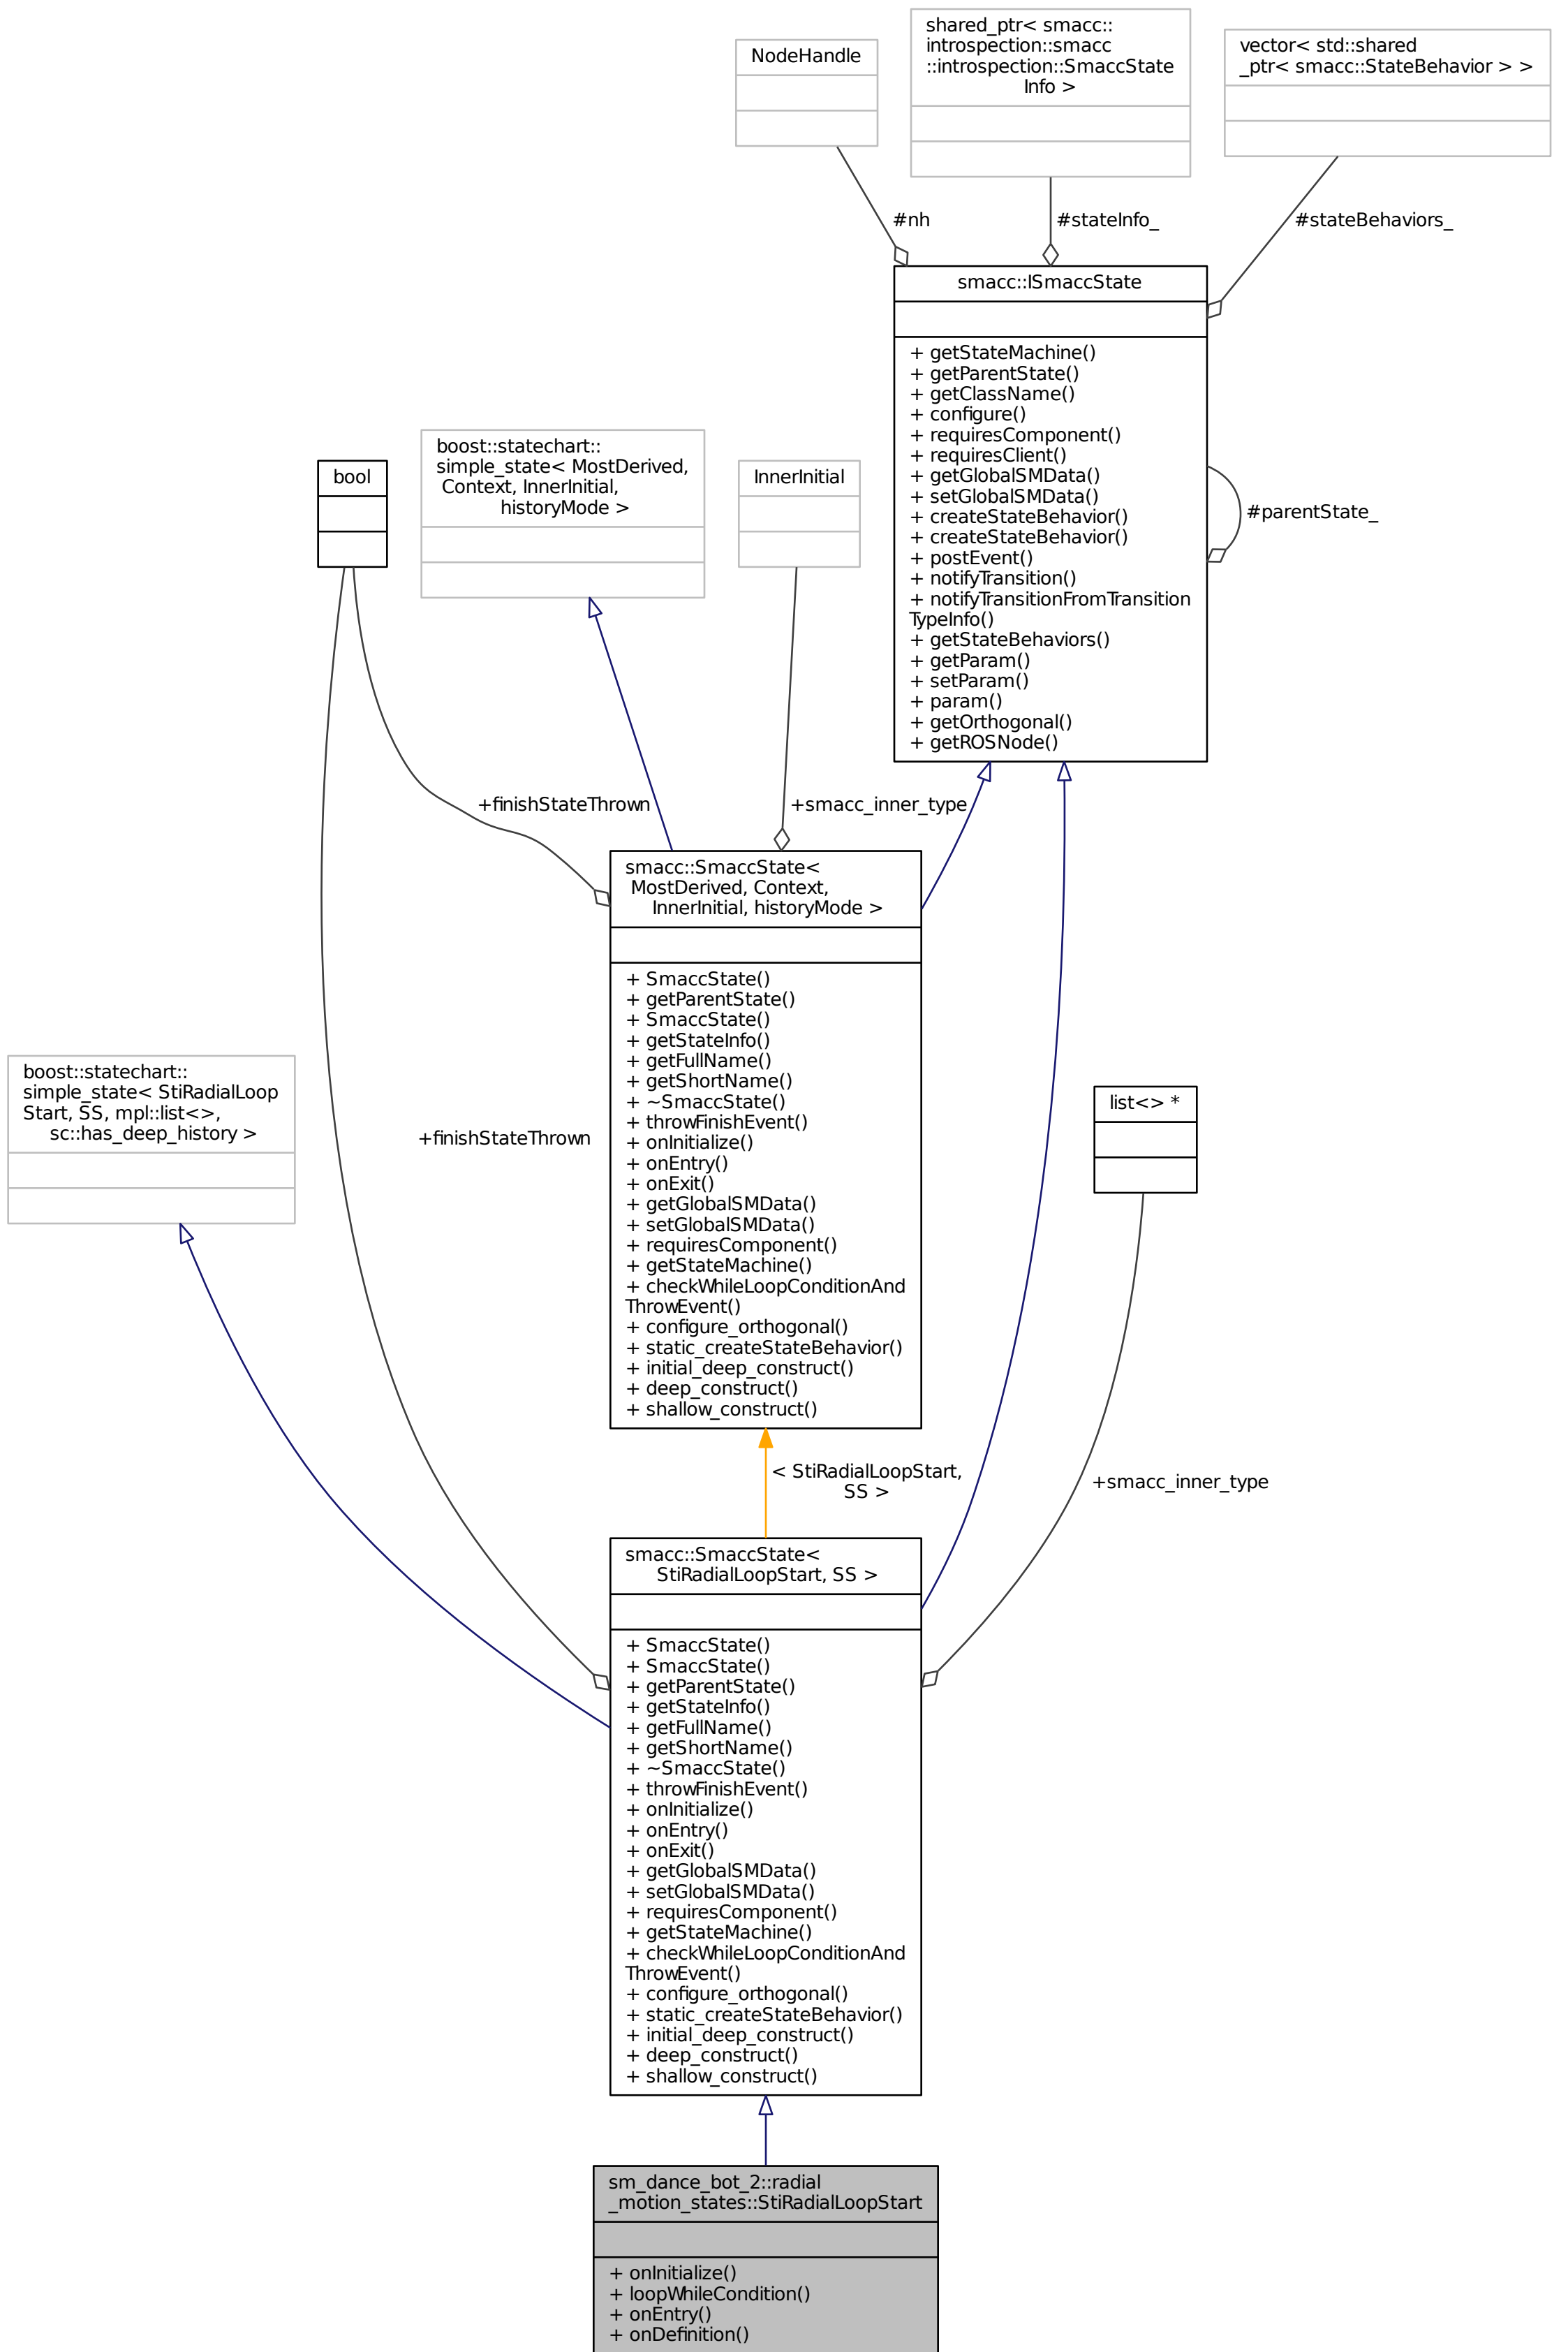 NodeHandle
shared_ptr< smacc::
introspection::smacc
::introspection::SmaccState
Info >
vector< std::shared
_ptr< smacc::StateBehavior > >
#nh
#stateInfo_
#stateBehaviors_
smacc::ISmaccState
+ getStateMachine()
+ getParentState()
+ getClassName()
+ configure()
+ requiresComponent()
+ requiresClient()
+ getGlobalSMData()
+ setGlobalSMData()
+ createStateBehavior()
+ createStateBehavior()
+ postEvent()
+ notifyTransition()
+ notifyTransitionFromTransition
TypeInfo()
+ getStateBehaviors()
+ getParam()
+ setParam()
+ param()
+ getOrthogonal()
+ getROSNode()
#parentState_
bool
boost::statechart::
simple_state< MostDerived,
Context, InnerInitial,
historyMode >
InnerInitial
+finishStateThrown
+smacc_inner_type
smacc::SmaccState<
MostDerived, Context,
InnerInitial, historyMode >
+ SmaccState()
+ getParentState()
+ SmaccState()
+ getStateInfo()
+ getFullName()
+ getShortName()
+ ~SmaccState()
+ throwFinishEvent()
+ onInitialize()
+ onEntry()
+ onExit()
+ getGlobalSMData()
+ setGlobalSMData()
+ requiresComponent()
+ getStateMachine()
+ checkWhileLoopConditionAnd
ThrowEvent()
+ configure_orthogonal()
+ static_createStateBehavior()
+ initial_deep_construct()
+ deep_construct()
+ shallow_construct()
boost::statechart::
simple_state< StiRadialLoop
Start, SS, mpl::list<>,
sc::has_deep_history >
+finishStateThrown
list<> *
< StiRadialLoopStart,
SS >
+smacc_inner_type
smacc::SmaccState<
StiRadialLoopStart, SS >
+ SmaccState()
+ SmaccState()
+ getParentState()
+ getStateInfo()
+ getFullName()
+ getShortName()
+ ~SmaccState()
+ throwFinishEvent()
+ onInitialize()
+ onEntry()
+ onExit()
+ getGlobalSMData()
+ setGlobalSMData()
+ requiresComponent()
+ getStateMachine()
+ checkWhileLoopConditionAnd
ThrowEvent()
+ configure_orthogonal()
+ static_createStateBehavior()
+ initial_deep_construct()
+ deep_construct()
+ shallow_construct()
sm_dance_bot_2::radial
_motion_states::StiRadialLoopStart
+ onInitialize()
+ loopWhileCondition()
+ onEntry()
+ onDefinition()